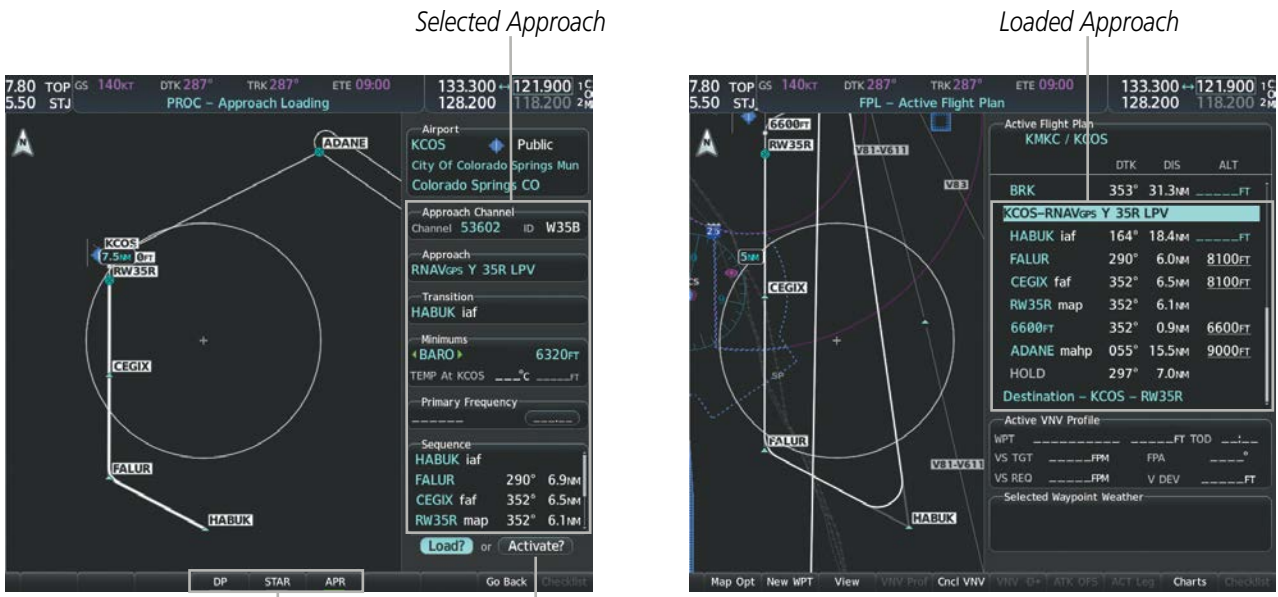 Selected Approach
Loaded Approach
7.80 TOP GS 140KT DTK 287° TRK 287° ETE 09:00 133.300 ↔ 121.900 1
5.50 STJ PROC – Approach Loading 128.200 118.200 2
N
ADANE
KCOS
7.5NM 0FT
RW35R
CEGIX
FALUR
HABUK
Airport
KCOS Public
City Of Colorado Springs Mun
Colorado Springs CO
Approach Channel
Channel 53602 ID W35B
Approach
RNAVGPS Y 35R LPV
Transition
HABUK iaf
Minimums
BARO 6320FT
TEMP At KCOS ___°C _____FT
Primary Frequency
______ ___.__
Sequence
HABUK iaf
FALUR 290° 6.9NM
CEGIX faf 352° 6.5NM
RW35R map 352° 6.1NM
Load? or Activate?
DP STAR APR Go Back Checklist
7.80 TOP GS 140KT DTK 287° TRK 287° ETE 09:00 133.300 ↔ 121.900 1
5.50 STJ FPL – Active Flight Plan 128.200 118.200 2
N
6600FT
RW35R
V81-V611
V83
25
5NM
CEGIX
SP
FALUR
V81-V611
HABUK
Active Flight Plan
KMKC / KCOS
DTK DIS ALT
BRK 353° 31.3NM _____FT
KCOS–RNAVGPS Y 35R LPV
HABUK iaf 164° 18.4NM _____FT
FALUR 290° 6.0NM 8100FT
CEGIX faf 352° 6.5NM 8100FT
RW35R map 352° 6.1NM
6600FT 352° 0.9NM 6600FT
ADANE mahp 055° 15.5NM 9000FT
HOLD 297° 7.0NM
Destination – KCOS – RW35R
Active VNV Profile
WPT __________ _____FT TOD __:__
VS TGT _____FPM FPA ____°
VS REQ _____FPM V DEV _____FT
Selected Waypoint Weather
Map Opt New WPT View VNV Prof Cncl VNV VNV D→ ATK OFS ACT Leg Charts Checklist